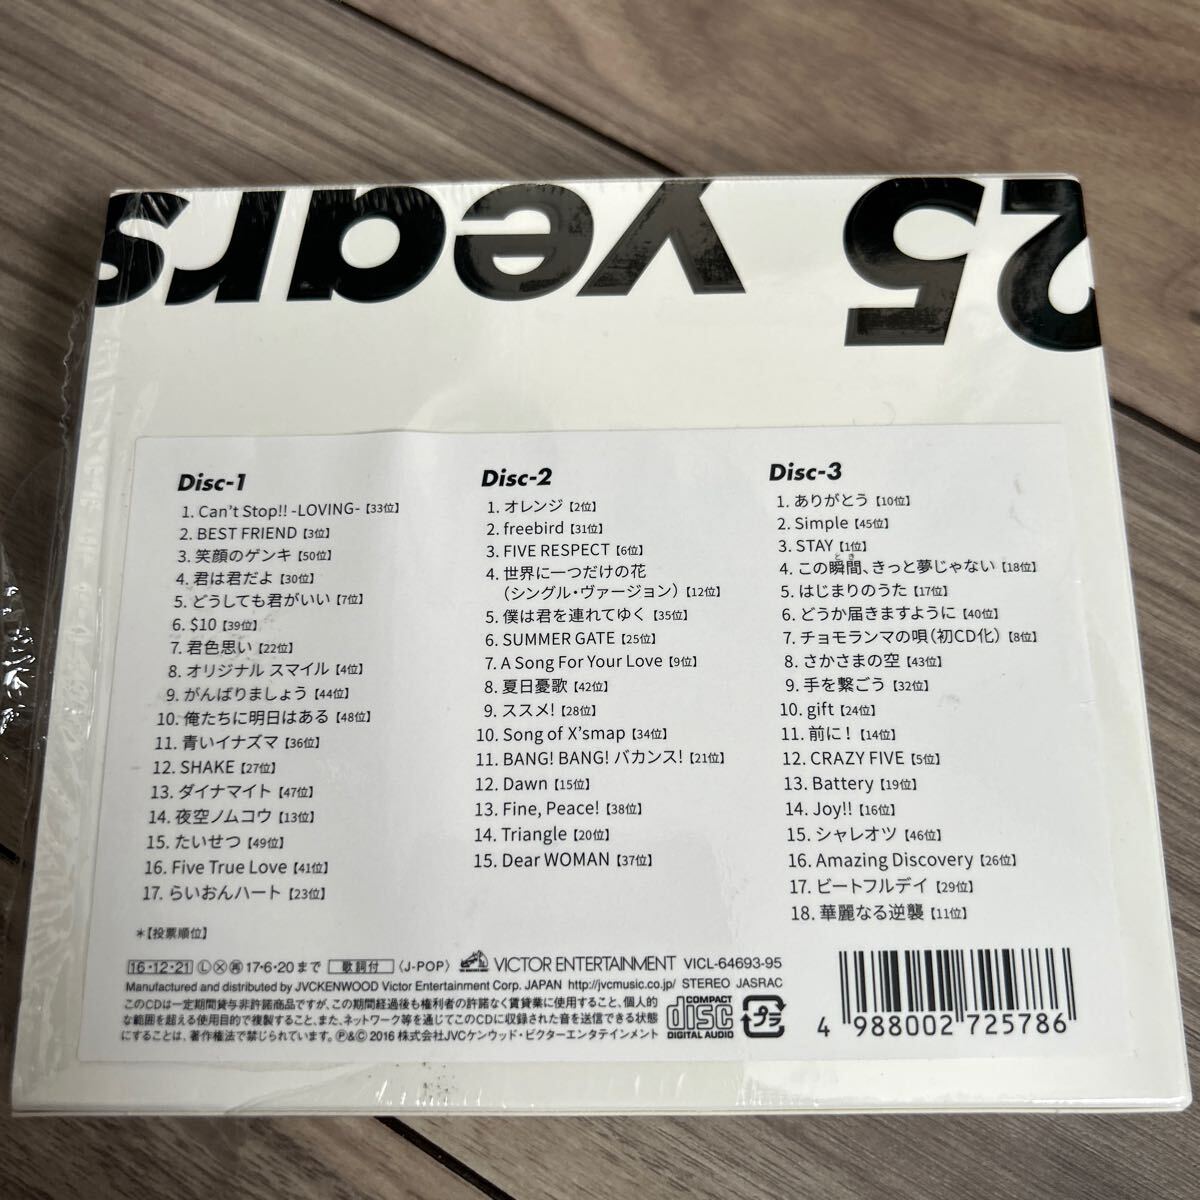 25 years
Disc-1
1. Can't Stop!! -LOVING-【33位】
2. BEST FRIEND【3位】
3. 笑顔のゲンキ【50位】
4. 君は君だよ【30位】
5. どうしても君がいい【7位】
6. $10【39位】
7. 君色思い【22位】
8. オリジナル スマイル【4位】
9. がんばりましょう【44位】
10. 俺たちに明日はある【48位】
11. 青いイナズマ【36位】
12. SHAKE【27位】
13. ダイナマイト【47位】
14. 夜空ノムコウ【13位】
15. たいせつ【49位】
16. Five True Love【41位】
17. らいおんハート【23位】
*【投票順位】
Disc-2
1. オレンジ【2位】
2. freebird【31位】
3. FIVE RESPECT【6位】
4. 世界に一つだけの花
（シングル・ヴァージョン）【12位】
5. 僕は君を連れてゆく【35位】
6. SUMMER GATE【25位】
7. A Song For Your Love【9位】
8. 夏日憂歌【42位】
9. ススメ!【28位】
10. Song of X'smap【34位】
11. BANG! BANG! バカンス!【21位】
12. Dawn【15位】
13. Fine, Peace!【38位】
14. Triangle【20位】
15. Dear WOMAN【37位】
Disc-3
1. ありがとう【10位】
2. Simple【45位】
3. STAY【1位】
とき
4. この瞬間、きっと夢じゃない【18位】
5. はじまりのうた【17位】
6. どうか届きますように【40位】
7. チョモランマの唄（初CD化）【8位】
8. さかさまの空【43位】
9. 手を繋ごう【32位】
10. gift【24位】
11. 前に!【14位】
12. CRAZY FIVE【5位】
13. Battery【19位】
14. Joy!!【16位】
15. シャレオツ【46位】
16. Amazing Discovery【26位】
17. ビートフルデイ【29位】
18. 華麗なる逆襲【11位】
16・12・21 Ⓛ Ⓧ ㊞ 17・6・20まで 歌詞付 〈J-POP〉 VICTOR ENTERTAINMENT VICL-64693-95
Manufactured and distributed by JVCKENWOOD Victor Entertainment Corp. JAPAN http://jvcmusic.co.jp/ STEREO JASRAC
このCDは一定期間貸与非許諾商品ですが、この期間経過後も権利者の許諾なく賃貸業に使用すること、個人的
な範囲を超える使用目的で複製すること、また、ネットワーク等を通じてこのCDに収録された音を送信できる状態
にすることは、著作権法で禁じられています。Ⓟ&Ⓒ 2016 株式会社JVCケンウッド・ビクターエンタテインメント
COMPACT
disc
DIGITAL AUDIO
プラ
4 988002 725786